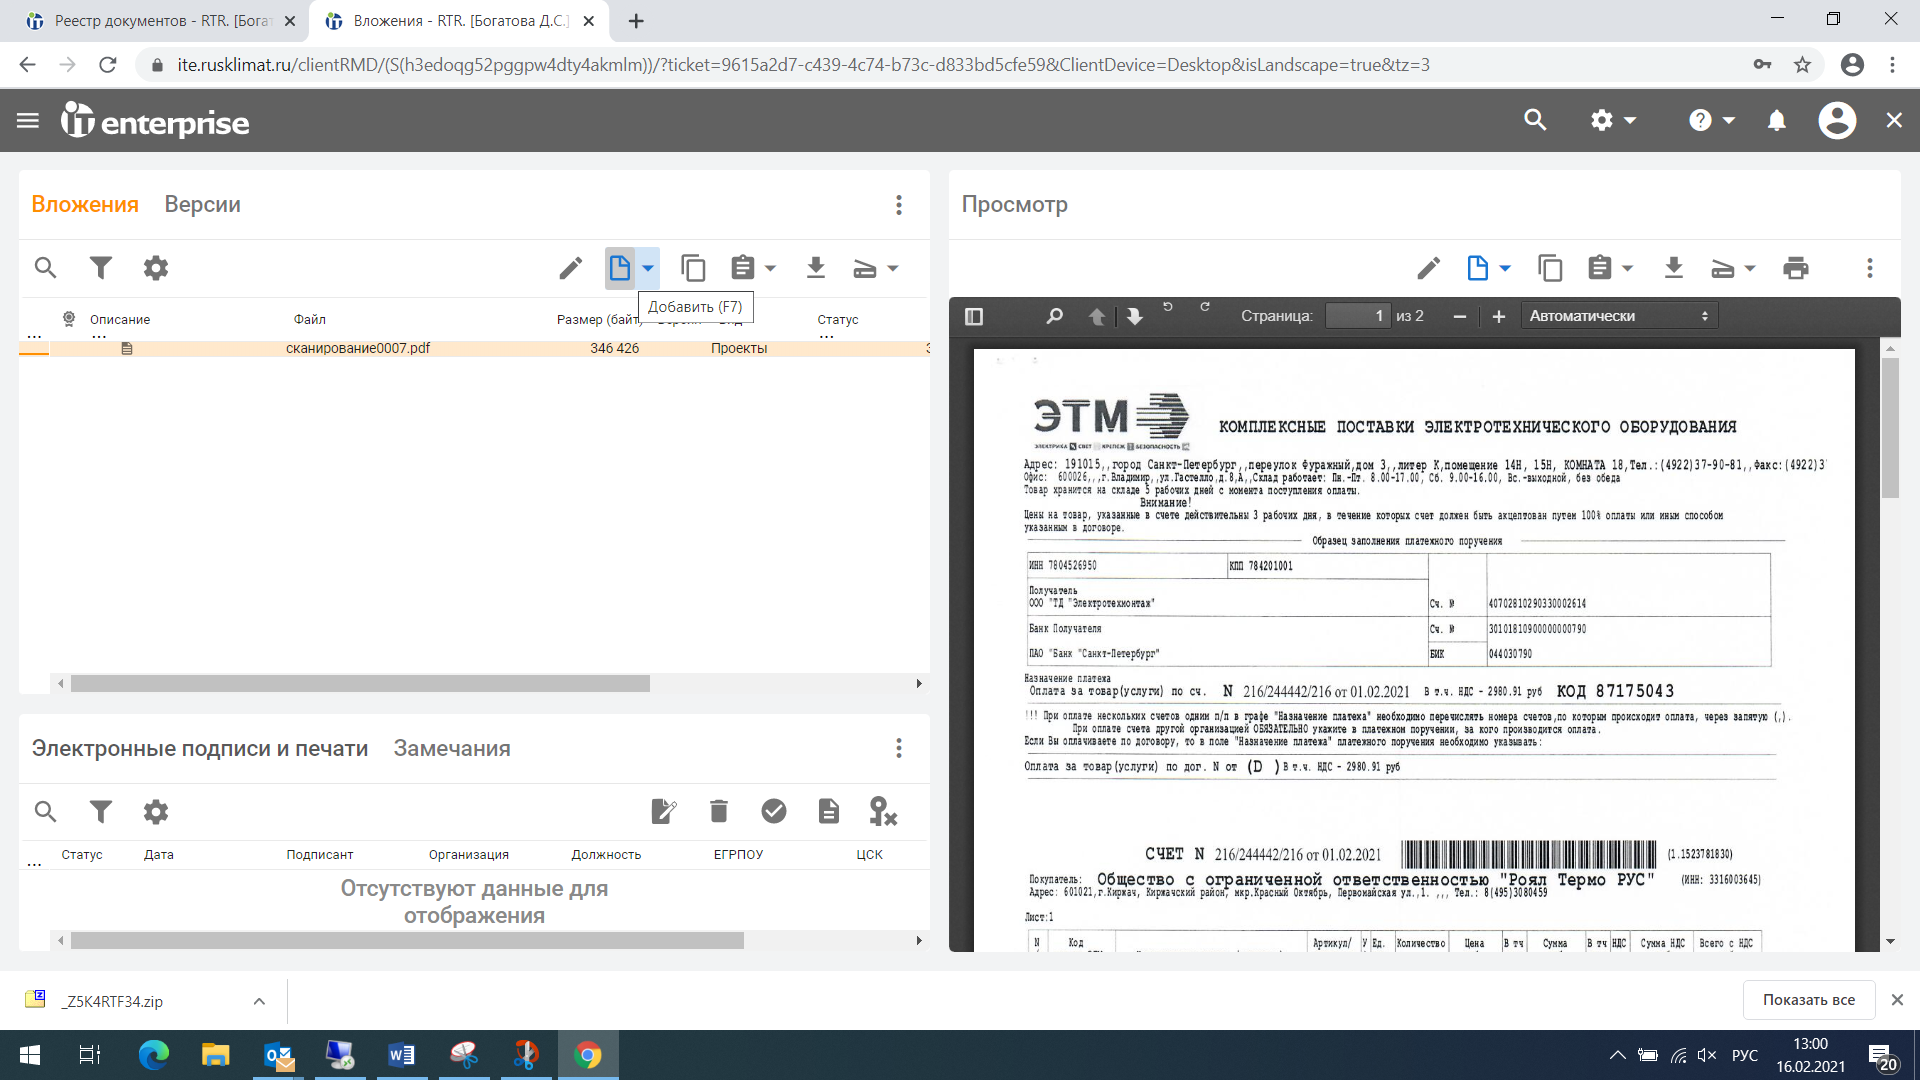 Реестр документов - RTR. [Богат
Вложения - RTR. [Богатова Д.С.]
ite.rusklimat.ru/clientRMD/(S(h3edoqg52pggpw4dty4akmlm))/?ticket=9615a2d7-c439-4c74-b73c-d833bd5cfe59&ClientDevice=Desktop&isLandscape=true&tz=3
it enterprise
Вложения Версии
Добавить (F7)
Описание Файл Размер (байт) Статус
сканирование0007.pdf 346 426 Проекты
Электронные подписи и печати Замечания
Статус Дата Подписант Организация Должность ЕГРПОУ ЦСК
Отсутствуют данные для
отображения
Просмотр
Страница: 1 из 2 Автоматически
ЭТМ
КОМПЛЕКСНЫЕ ПОСТАВКИ ЭЛЕКТРОТЕХНИЧЕСКОГО ОБОРУДОВАНИЯ
ЭЛЕКТРИКА СВЕТ КРЕПЕЖ БЕЗОПАСНОСТЬ
Адрес: 191015,,город Санкт-Петербург,,переулок Фуражный,дом 3,,литер К,помещение 14Н, 15Н, КОМНАТА 18,Тел.:(4922)37-90-81,,Факс:(4922)3
Офис: 600026,,,г.Владимир,,ул.Гастелло,д.8,А,,Склад работает: Пн.-Пт. 8.00-17.00, Сб. 9.00-16.00, Вс.-выходной, без обеда
Товар хранится на складе 5 рабочих дней с момента поступления оплаты.
Внимание!
Цены на товар, указанные в счете действительны 3 рабочих дня, в течение которых счет должен быть акцептован путем 100% оплаты или иным способом
указанным в договоре.
Образец заполнения платежного поручения
ИНН 7804526950 КПП 784201001
Получатель
ООО "ТД "Электротехмонтаж" Сч. № 40702810290330002614
Банк Получателя Сч. № 30101810900000000790
ПАО "Банк "Санкт-Петербург" БИК 044030790
Назначение платежа
Оплата за товар(услуги) по сч. N 216/244442/216 от 01.02.2021 В т.ч. НДС - 2980.91 руб КОД 87175043
!!! При оплате нескольких счетов одним п/п в графе "Назначение платежа" необходимо перечислять номера счетов,по которым происходит оплата, через запятую (,).
При оплате счета другой организацией ОБЯЗАТЕЛЬНО укажите в платежном поручении, за кого производится оплата.
Если Вы оплачиваете по договору, то в поле "Назначение платежа" платежного поручения необходимо указывать:
Оплата за товар(услуги) по дог. N от (D ) В т.ч. НДС - 2980.91 руб
СЧЕТ N 216/244442/216 от 01.02.2021 (1.1523781830)
Покупатель: Общество с ограниченной ответственностью "Роял Термо РУС" (ИНН: 3316003645)
Адрес: 601021,г.Киржач, Киржачский район, мкр.Красный Октябрь, Первомайская ул.,1. ,,, Тел.: 8(495)3080459
Лист:1
N Код Артикул/ У Ед. Количество Цена В тч Сумма В тч НДС Сумма НДС Всего с НДС
_Z5K4RTF34.zip
Показать все
РУС
13:00
16.02.2021
20